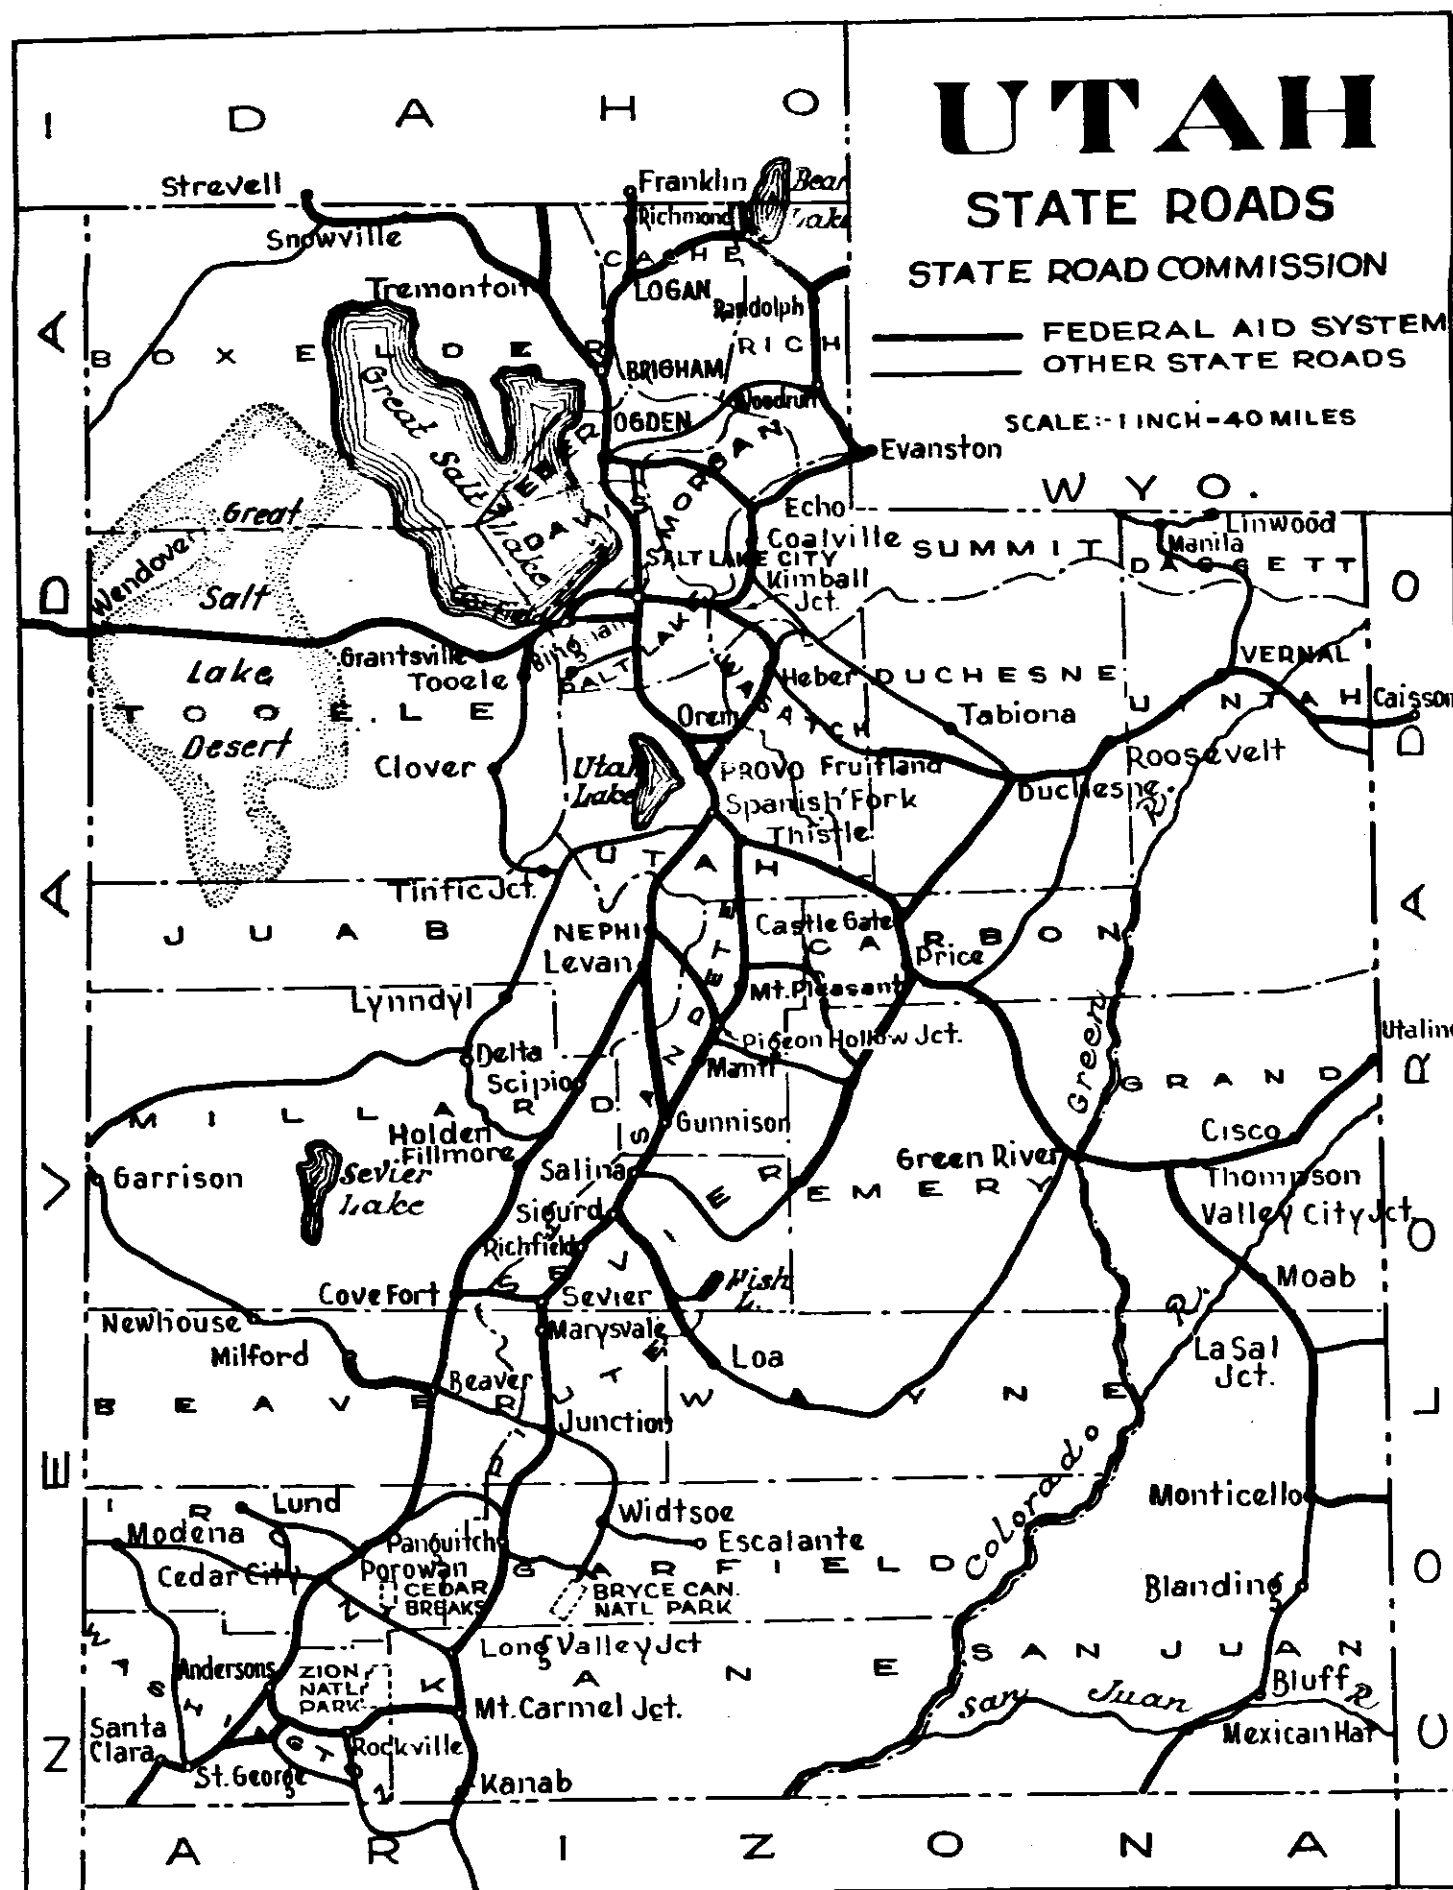 UTAH
STATE ROADS
STATE ROAD COMMISSION
FEDERAL AID SYSTEM
OTHER STATE ROADS
SCALE:-1 INCH-40 MILES
IDAHO
WYO.
COLORADO
ARIZONA
NEVADA
Strevell
Franklin
Bear
Lake
Richmond
Snowville
CACHE
Tremonton
LOGAN
Randolph
BOX ELDER
RICH
BRIGHAM
Great Salt Lake
Woodruff
OGDEN
WEBER
MORGAN
Evanston
Great
Salt
Lake
Desert
Wendover
DAVIS
Echo
Coalville
SALT LAKE CITY
Kimball
Jct.
SUMMIT
Linwood
Manila
DAGGETT
Grantsville
Bingham
SALT LAKE
Tooele
TOOELE
WASATCH
Heber
DUCHESNE
VERNAL
UINTAH
Caisson
Orem
Tabiona
Clover
Utah
Lake
PROVO
Fruitland
Roosevelt
Duchesne
Spanish Fork
Thistle
UTAH
Tintic Jct.
JUAB
NEPHI
Castle Gate
CARBON
Price
Levan
Mt. Pleasant
Lynndyl
SANPETE
Pigeon Hollow Jct.
Green
R.
Utaline
Delta
Scipio
Manti
GRAND
MILLARD
Gunnison
Cisco
Holden
Fillmore
Green River
Garrison
Sevier
Lake
Salina
EMERY
Thompson
Valley City Jct.
Sigurd
Richfield
SEVIER
Fish
L.
Moab
Cove Fort
Sevier
Newhouse
Marysvale
Milford
Loa
La Sal
Jct.
Beaver
BEAVER
PIUTE
WAYNE
Junction
Colorado
R.
Monticello
Lund
IRON
Widtsoe
Modena
Panguitch
Escalante
Cedar City
Porowan
GARFIELD
CEDAR
BREAKS
BRYCE CAN.
NATL PARK
Blanding
Long Valley Jct
SAN JUAN
Andersons
ZION
NATL
PARK
KANE
Bluff
WASHINGTON
Mt. Carmel Jct.
San Juan R
Santa
Clara
Rockville
Mexican Hat
St. George
Kanab